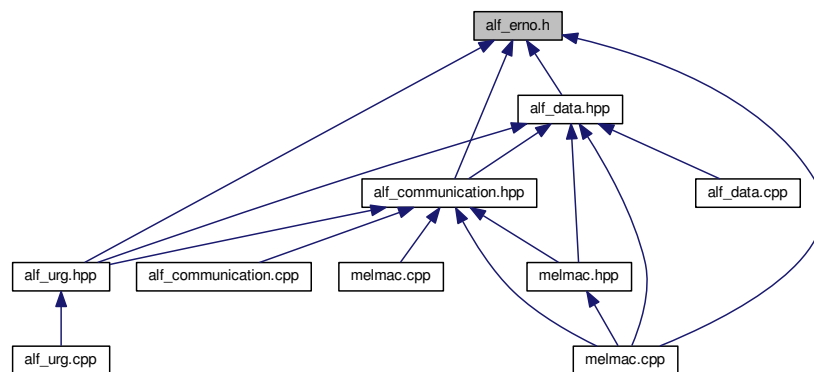 alf_erno.h
alf_data.hpp
alf_communication.hpp
alf_data.cpp
alf_urg.hpp
alf_communication.cpp
melmac.cpp
melmac.hpp
alf_urg.cpp
melmac.cpp